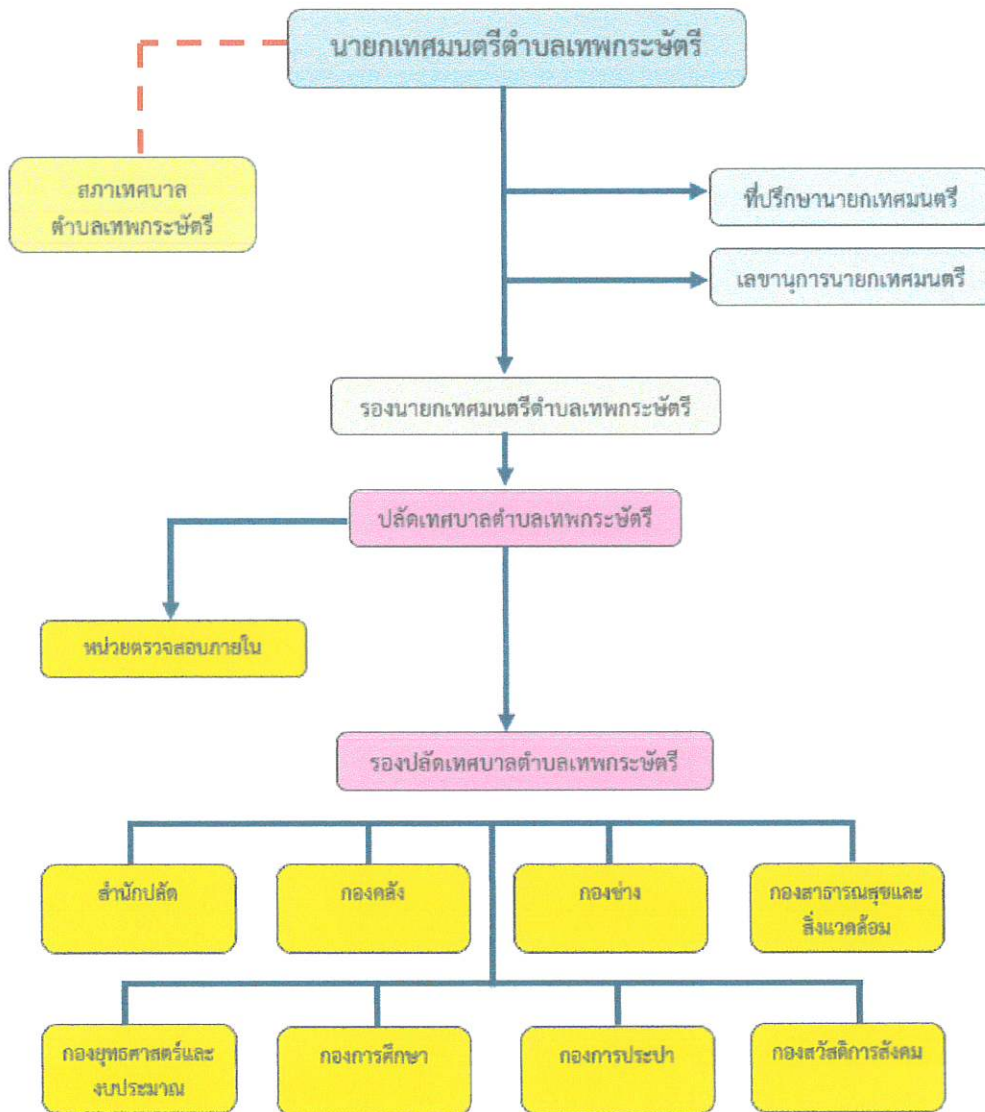 นายกเทศมนตรีตำบลเทพกระษัตรี
สภาเทศบาล
ตำบลเทพกระษัตรี
ที่ปรึกษานายกเทศมนตรี
เลขานุการนายกเทศมนตรี
รองนายกเทศมนตรีตำบลเทพกระษัตรี
ปลัดเทศบาลตำบลเทพกระษัตรี
หน่วยตรวจสอบภายใน
รองปลัดเทศบาลตำบลเทพกระษัตรี
สำนักปลัด
กองคลัง
กองช่าง
กองสาธารณสุขและ
สิ่งแวดล้อม
กองยุทธศาสตร์และ
งบประมาณ
กองการศึกษา
กองการประปา
กองสวัสดิการสังคม